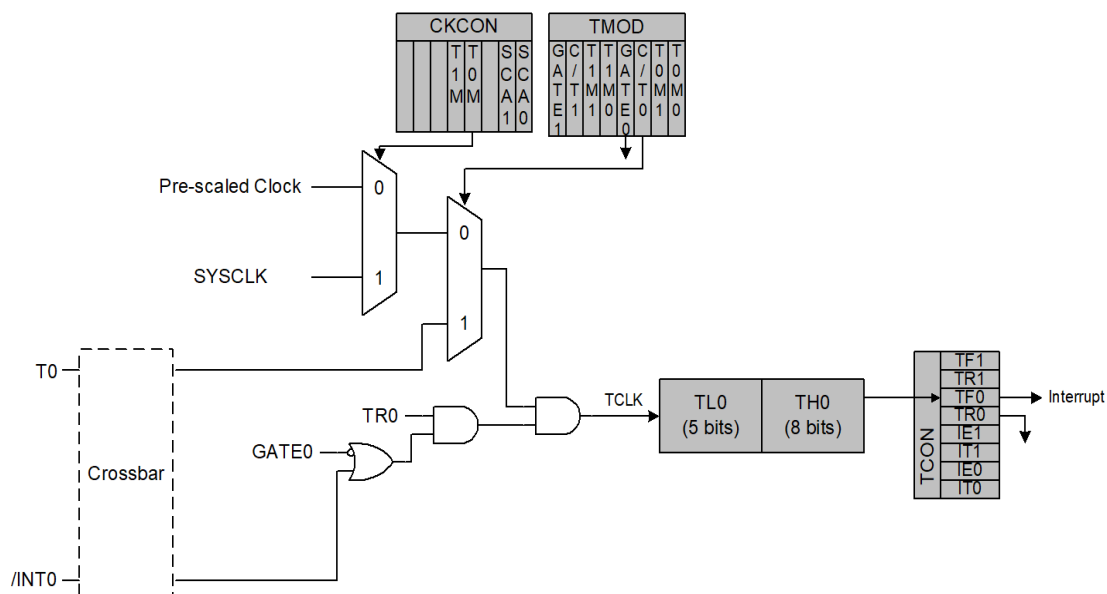 CKCON
T1M T0M SCA1 SCA0
TMOD
GATE1 C/T1 T1M1 T1M0 GATE0 C/T0 T0M1 T0M0
Pre-scaled Clock
0
SYSCLK
1
0
1
T0
Crossbar
/INT0
TR0
GATE0
TCLK
TL0
(5 bits)
TH0
(8 bits)
TCON
TF1
TR1
TF0
TR0
IE1
IT1
IE0
IT0
Interrupt